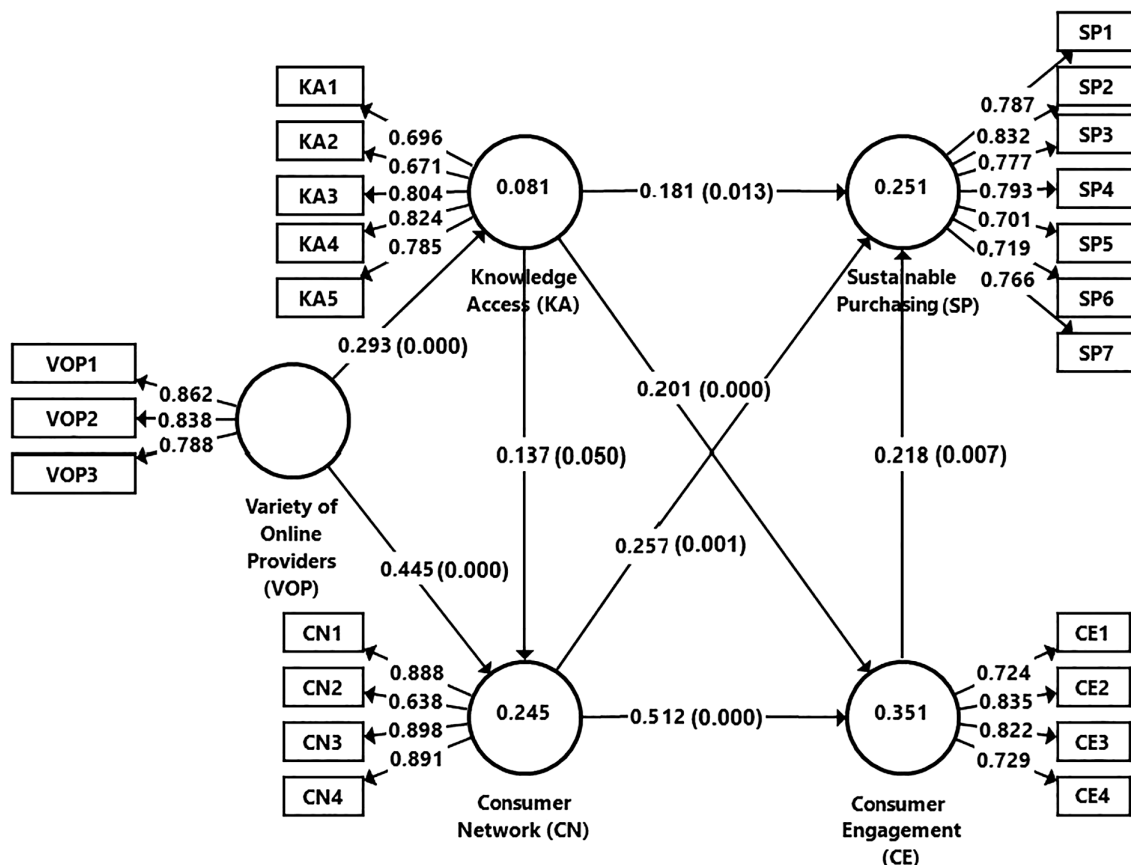 KA1
KA2
KA3
KA4
KA5
0.696
0.671
0.804
0.824
0.785
0.081
Knowledge
Access (KA)
0.181 (0.013)
SP1
SP2
SP3
SP4
SP5
SP6
SP7
0.787
0.832
0,777
0.793
0.701
0,719
0.766
0.251
Sustainable
Purchasing (SP)
0.293 (0.000)
VOP1
VOP2
VOP3
0.862
0.838
0.788
Variety of
Online
Providers
(VOP)
0.201 (0.000)
0.137 (0.050)
0.218 (0.007)
0.257 (0.001)
0.445 (0.000)
CN1
CN2
CN3
CN4
0.888
0.638
0.898
0.891
0.245
Consumer
Network (CN)
0.512 (0.000)
0.351
Consumer
Engagement
(CE)
0.724
0.835
0.822
0.729
CE1
CE2
CE3
CE4